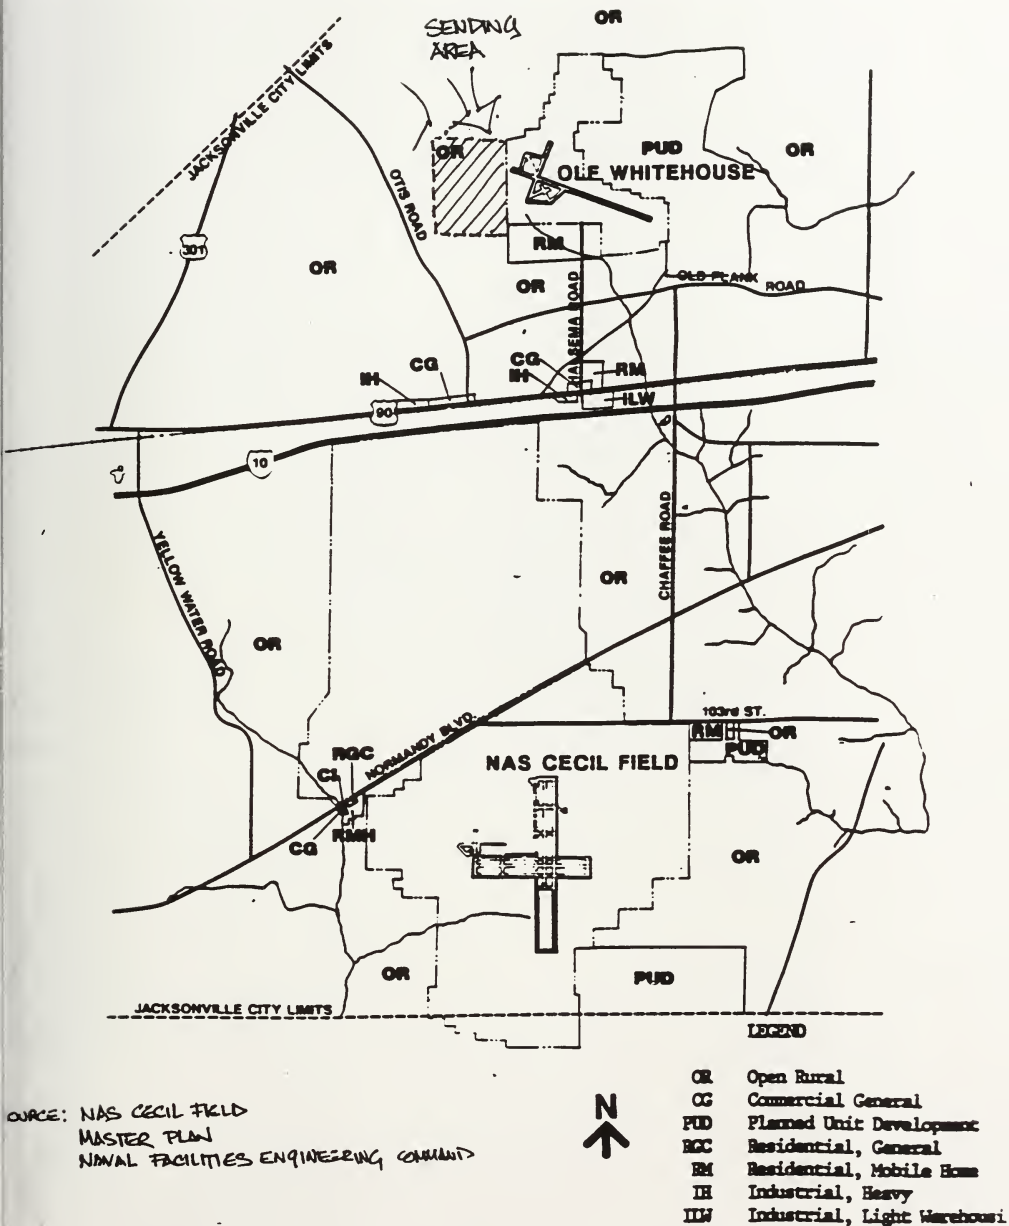 OR
SENDING
AREA
JACKSONVILLE CITY LIMITS
OR
PUD
OR
OLF WHITEHOUSE
OTIS ROAD
301
OR
RM
OR
OLD PLANK ROAD
HALSEMA ROAD
CG
CG
IH
IH
RM
ILW
90
10
YELLOW WATER ROAD
CHAFFEE ROAD
OR
OR
103rd ST.
RM
OR
PUD
NORMANDY BLVD.
RGC
NAS CECIL FIELD
RMH
CG
OR
OR
PUD
JACKSONVILLE CITY LIMITS
LEGEND
OR Open Rural
CG Commercial General
PUD Planned Unit Development
RGC Residential, General
RM Residential, Mobile Home
IH Industrial, Heavy
ILW Industrial, Light Warehousi
N
OURCE: NAS CECIL FIELD
MASTER PLAN
NAVAL FACILITIES ENGINEERING COMMAND